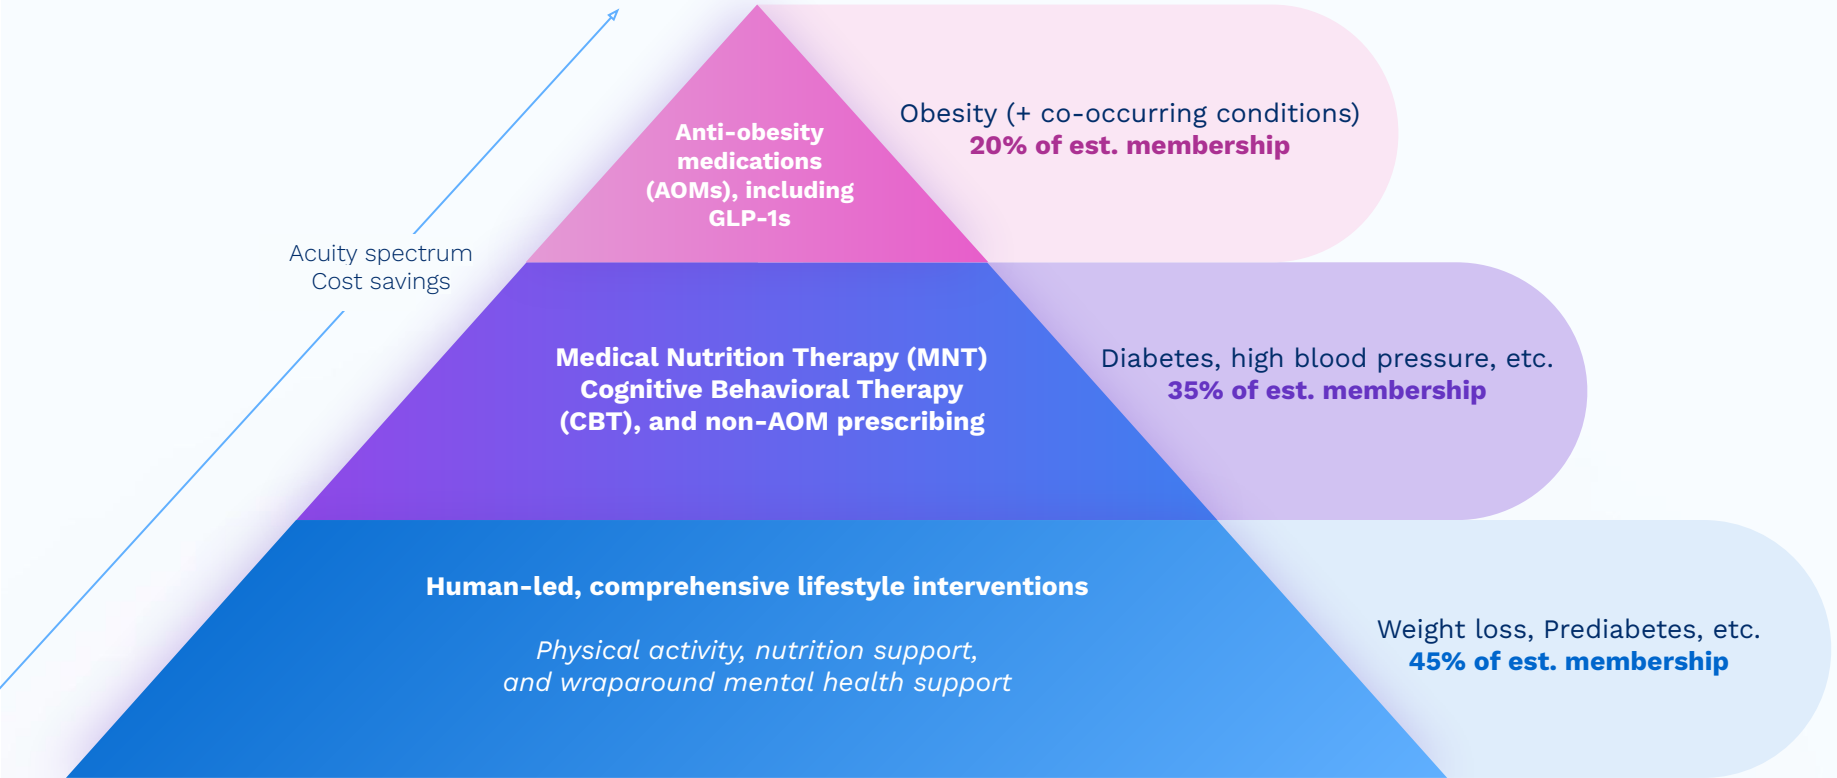 Anti-obesity
medications
(AOMs), including
GLP-1s
Obesity (+ co-occurring conditions)
20% of est. membership
Acuity spectrum
Cost savings
Medical Nutrition Therapy (MNT)
Cognitive Behavioral Therapy
(CBT), and non-AOM prescribing
Diabetes, high blood pressure, etc.
35% of est. membership
Human-led, comprehensive lifestyle interventions
Physical activity, nutrition support,
and wraparound mental health support
Weight loss, Prediabetes, etc.
45% of est. membership